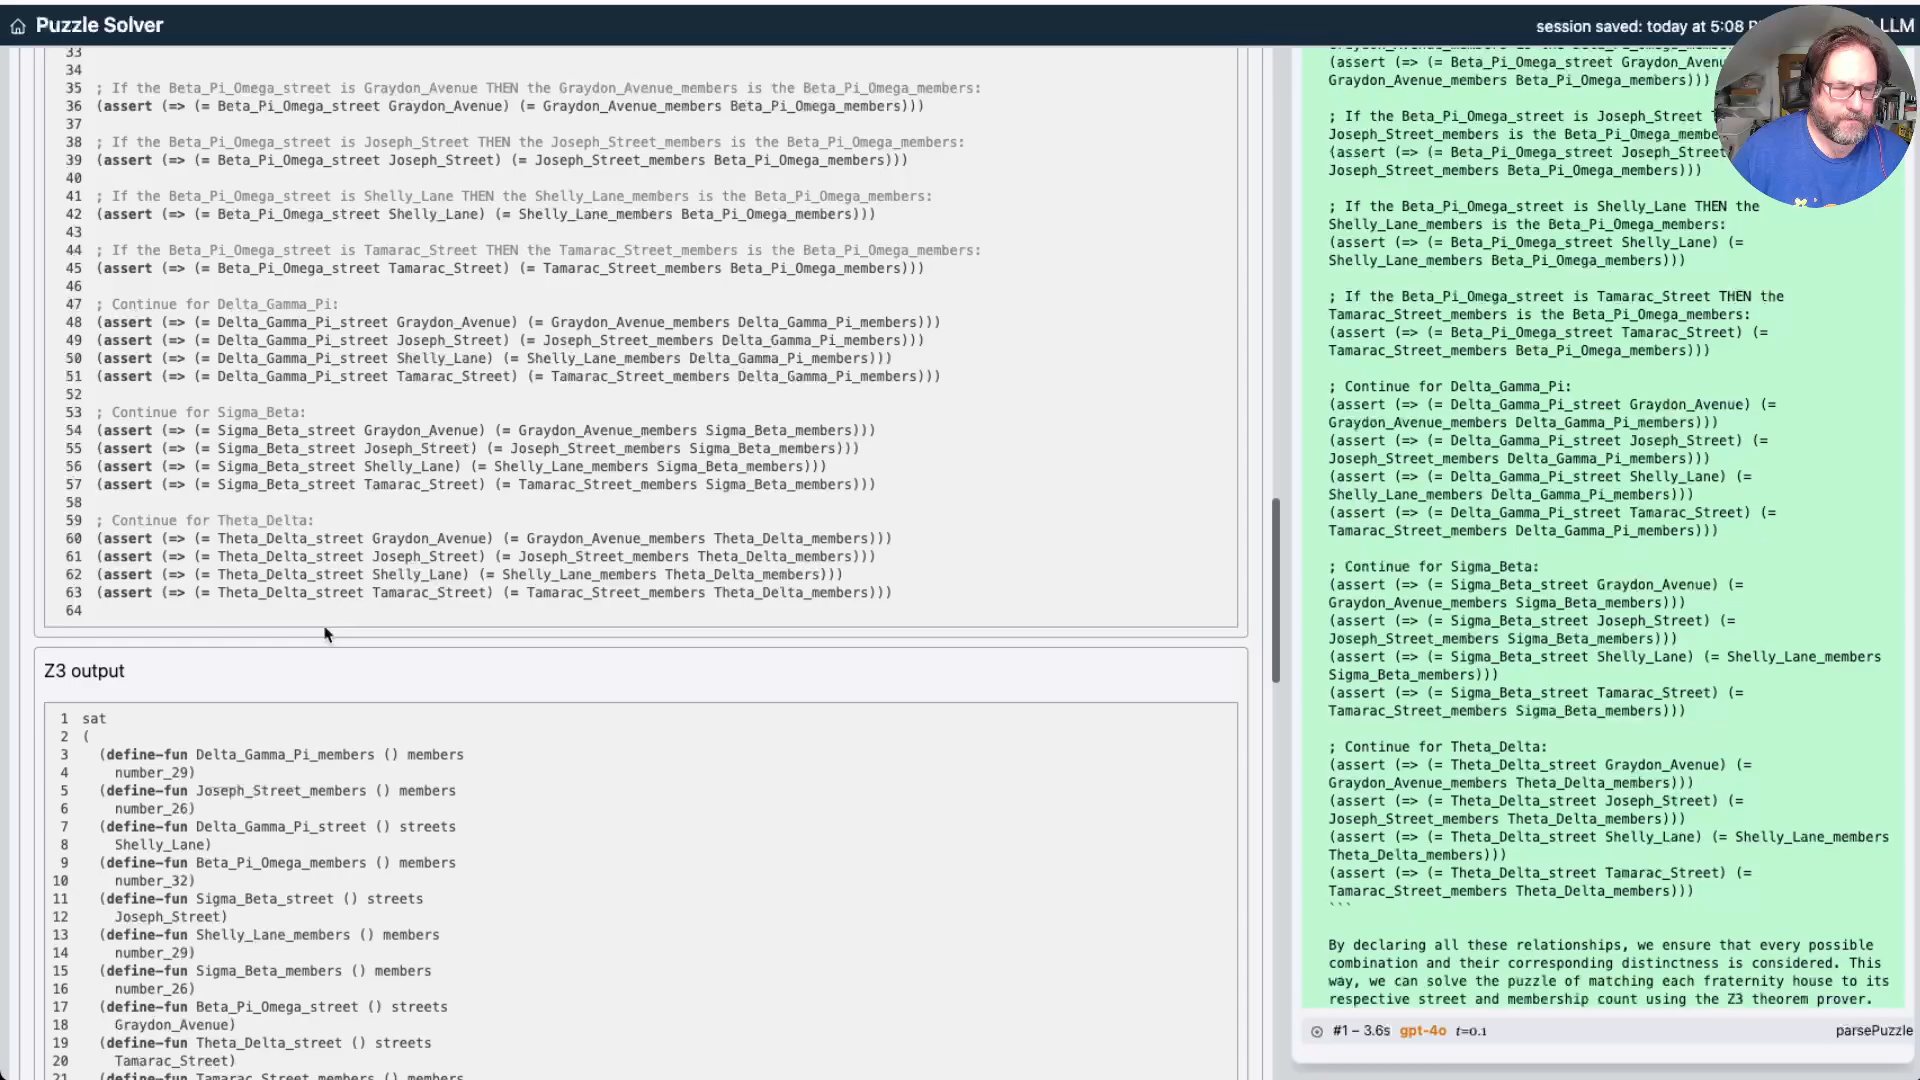 Puzzle Solver
session saved: today at 5:08 P
LLM
33
34
35 ; If the Beta_Pi_Omega_street is Graydon_Avenue THEN the Graydon_Avenue_members is the Beta_Pi_Omega_members:
36 (assert (=> (= Beta_Pi_Omega_street Graydon_Avenue) (= Graydon_Avenue_members Beta_Pi_Omega_members)))
37
38 ; If the Beta_Pi_Omega_street is Joseph_Street THEN the Joseph_Street_members is the Beta_Pi_Omega_members:
39 (assert (=> (= Beta_Pi_Omega_street Joseph_Street) (= Joseph_Street_members Beta_Pi_Omega_members)))
40
41 ; If the Beta_Pi_Omega_street is Shelly_Lane THEN the Shelly_Lane_members is the Beta_Pi_Omega_members:
42 (assert (=> (= Beta_Pi_Omega_street Shelly_Lane) (= Shelly_Lane_members Beta_Pi_Omega_members)))
43
44 ; If the Beta_Pi_Omega_street is Tamarac_Street THEN the Tamarac_Street_members is the Beta_Pi_Omega_members:
45 (assert (=> (= Beta_Pi_Omega_street Tamarac_Street) (= Tamarac_Street_members Beta_Pi_Omega_members)))
46
47 ; Continue for Delta_Gamma_Pi:
48 (assert (=> (= Delta_Gamma_Pi_street Graydon_Avenue) (= Graydon_Avenue_members Delta_Gamma_Pi_members)))
49 (assert (=> (= Delta_Gamma_Pi_street Joseph_Street) (= Joseph_Street_members Delta_Gamma_Pi_members)))
50 (assert (=> (= Delta_Gamma_Pi_street Shelly_Lane) (= Shelly_Lane_members Delta_Gamma_Pi_members)))
51 (assert (=> (= Delta_Gamma_Pi_street Tamarac_Street) (= Tamarac_Street_members Delta_Gamma_Pi_members)))
52
53 ; Continue for Sigma_Beta:
54 (assert (=> (= Sigma_Beta_street Graydon_Avenue) (= Graydon_Avenue_members Sigma_Beta_members)))
55 (assert (=> (= Sigma_Beta_street Joseph_Street) (= Joseph_Street_members Sigma_Beta_members)))
56 (assert (=> (= Sigma_Beta_street Shelly_Lane) (= Shelly_Lane_members Sigma_Beta_members)))
57 (assert (=> (= Sigma_Beta_street Tamarac_Street) (= Tamarac_Street_members Sigma_Beta_members)))
58
59 ; Continue for Theta_Delta:
60 (assert (=> (= Theta_Delta_street Graydon_Avenue) (= Graydon_Avenue_members Theta_Delta_members)))
61 (assert (=> (= Theta_Delta_street Joseph_Street) (= Joseph_Street_members Theta_Delta_members)))
62 (assert (=> (= Theta_Delta_street Shelly_Lane) (= Shelly_Lane_members Theta_Delta_members)))
63 (assert (=> (= Theta_Delta_street Tamarac_Street) (= Tamarac_Street_members Theta_Delta_members)))
64
Z3 output
1 sat
2 (
3 (define-fun Delta_Gamma_Pi_members () members
4 number_29)
5 (define-fun Joseph_Street_members () members
6 number_26)
7 (define-fun Delta_Gamma_Pi_street () streets
8 Shelly_Lane)
9 (define-fun Beta_Pi_Omega_members () members
10 number_32)
11 (define-fun Sigma_Beta_street () streets
12 Joseph_Street)
13 (define-fun Shelly_Lane_members () members
14 number_29)
15 (define-fun Sigma_Beta_members () members
16 number_26)
17 (define-fun Beta_Pi_Omega_street () streets
18 Graydon_Avenue)
19 (define-fun Theta_Delta_street () streets
20 Tamarac_Street)
21 (define-fun Tamarac_Street_members () members
(assert (=> (= Beta_Pi_Omega_street Graydon_Avenu
Graydon_Avenue_members Beta_Pi_Omega_members)))
; If the Beta_Pi_Omega_street is Joseph_Street
Joseph_Street_members is the Beta_Pi_Omega_membe
(assert (=> (= Beta_Pi_Omega_street Joseph_Street
Joseph_Street_members Beta_Pi_Omega_members)))
; If the Beta_Pi_Omega_street is Shelly_Lane THEN the
Shelly_Lane_members is the Beta_Pi_Omega_members:
(assert (=> (= Beta_Pi_Omega_street Shelly_Lane) (=
Shelly_Lane_members Beta_Pi_Omega_members)))
; If the Beta_Pi_Omega_street is Tamarac_Street THEN the
Tamarac_Street_members is the Beta_Pi_Omega_members:
(assert (=> (= Beta_Pi_Omega_street Tamarac_Street) (=
Tamarac_Street_members Beta_Pi_Omega_members)))
; Continue for Delta_Gamma_Pi:
(assert (=> (= Delta_Gamma_Pi_street Graydon_Avenue) (=
Graydon_Avenue_members Delta_Gamma_Pi_members)))
(assert (=> (= Delta_Gamma_Pi_street Joseph_Street) (=
Joseph_Street_members Delta_Gamma_Pi_members)))
(assert (=> (= Delta_Gamma_Pi_street Shelly_Lane) (=
Shelly_Lane_members Delta_Gamma_Pi_members)))
(assert (=> (= Delta_Gamma_Pi_street Tamarac_Street) (=
Tamarac_Street_members Delta_Gamma_Pi_members)))
; Continue for Sigma_Beta:
(assert (=> (= Sigma_Beta_street Graydon_Avenue) (=
Graydon_Avenue_members Sigma_Beta_members)))
(assert (=> (= Sigma_Beta_street Joseph_Street) (=
Joseph_Street_members Sigma_Beta_members)))
(assert (=> (= Sigma_Beta_street Shelly_Lane) (= Shelly_Lane_members
Sigma_Beta_members)))
(assert (=> (= Sigma_Beta_street Tamarac_Street) (=
Tamarac_Street_members Sigma_Beta_members)))
; Continue for Theta_Delta:
(assert (=> (= Theta_Delta_street Graydon_Avenue) (=
Graydon_Avenue_members Theta_Delta_members)))
(assert (=> (= Theta_Delta_street Joseph_Street) (=
Joseph_Street_members Theta_Delta_members)))
(assert (=> (= Theta_Delta_street Shelly_Lane) (= Shelly_Lane_members
Theta_Delta_members)))
(assert (=> (= Theta_Delta_street Tamarac_Street) (=
Tamarac_Street_members Theta_Delta_members)))
```
By declaring all these relationships, we ensure that every possible
combination and their corresponding distinctness is considered. This
way, we can solve the puzzle of matching each fraternity house to its
respective street and membership count using the Z3 theorem prover.
#1 – 3.6s gpt-4o t=0.1
parsePuzzle